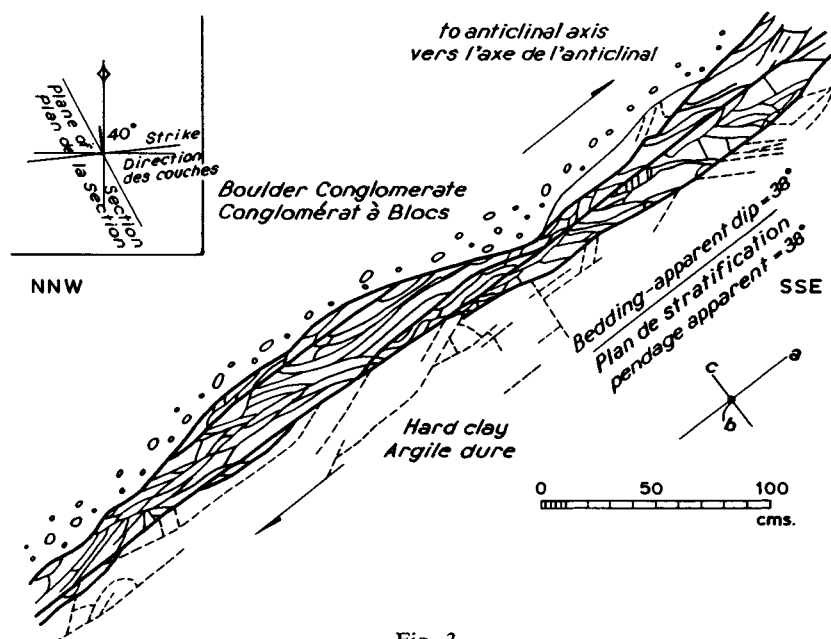 to anticlinal axis
vers l'axe de l'anticlinal
40°
Plane of Section
Plan de la Section
Strike
Direction
des couches
Boulder Conglomerate
Conglomérat à Blocs
NNW
SSE
Bedding-apparent dip = 38°
Plan de stratification
pendage apparent = 38°
c
a
b
Hard clay
Argile dure
0 50 100
cms.
Fig. 2